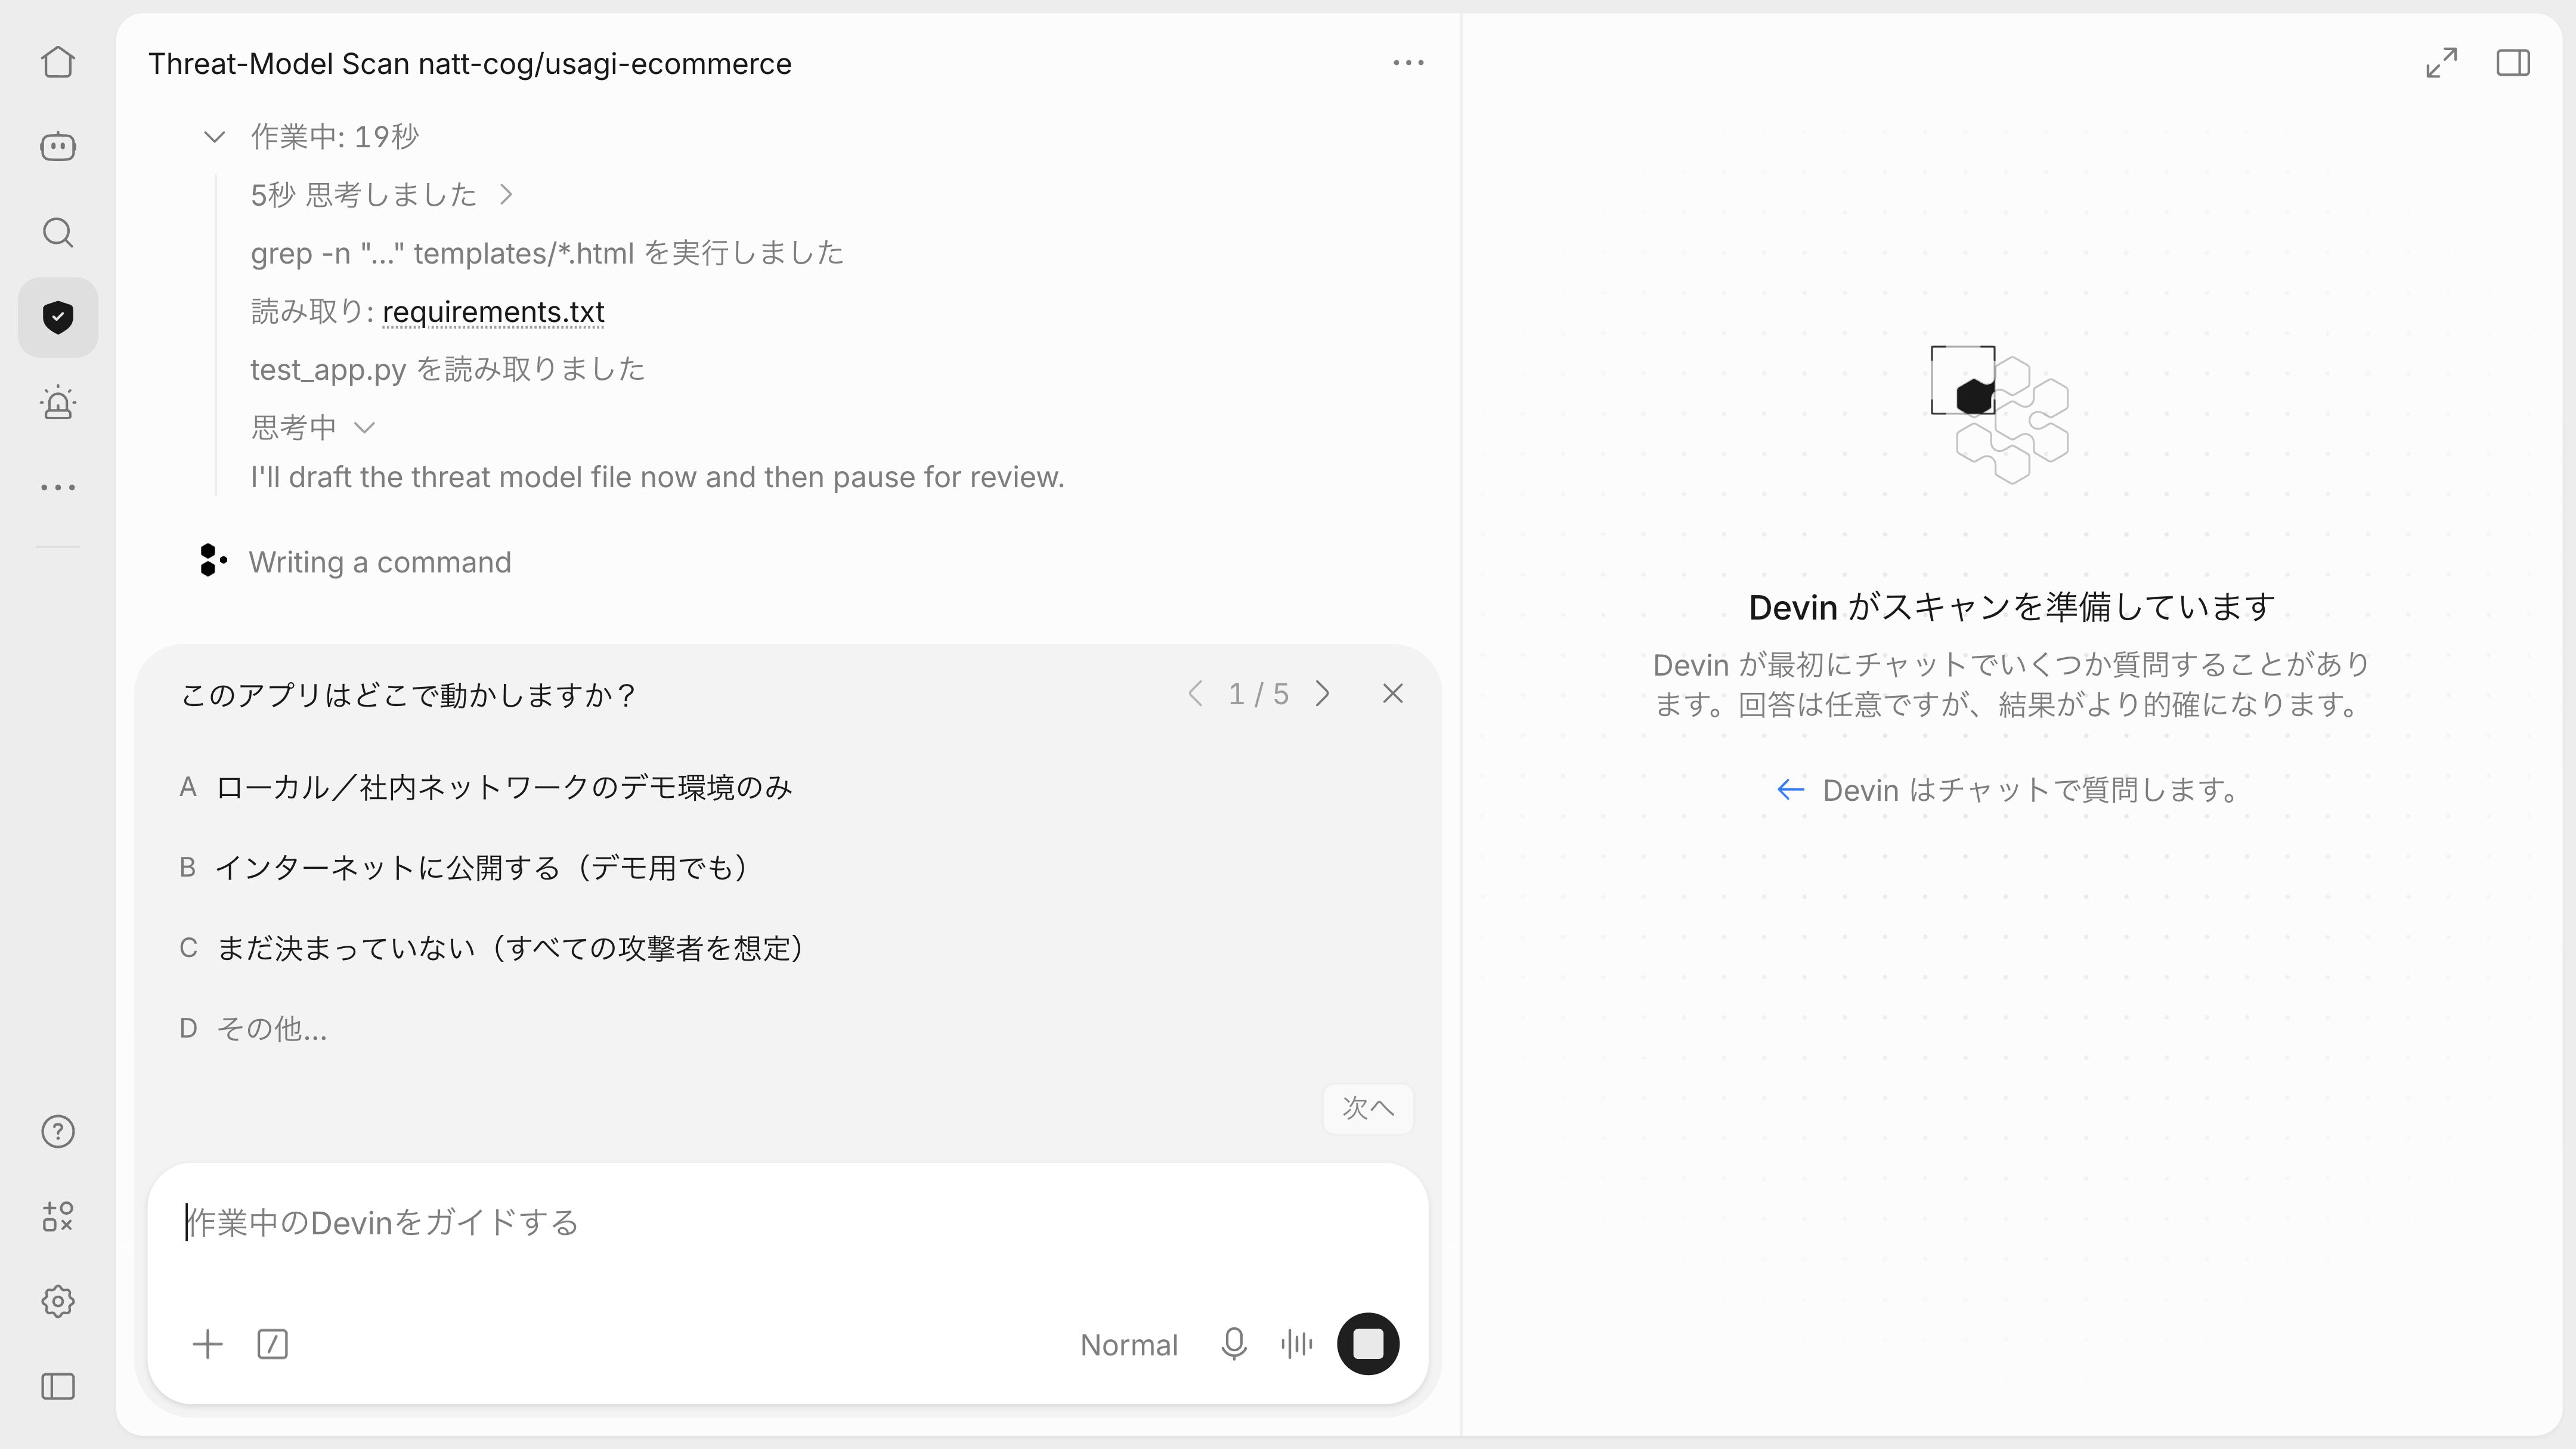 Threat-Model Scan natt-cog/usagi-ecommerce
作業中: 19秒
5秒 思考しました
grep -n "..." templates/*.html を実行しました
読み取り: requirements.txt
test_app.py を読み取りました
思考中
I'll draft the threat model file now and then pause for review.
Writing a command
このアプリはどこで動かしますか？
1 / 5
A ローカル／社内ネットワークのデモ環境のみ
B インターネットに公開する（デモ用でも）
C まだ決まっていない（すべての攻撃者を想定）
D その他...
次へ
作業中のDevinをガイドする
Normal
Devin がスキャンを準備しています
Devin が最初にチャットでいくつか質問することがあり
ます。回答は任意ですが、結果がより的確になります。
Devin はチャットで質問します。